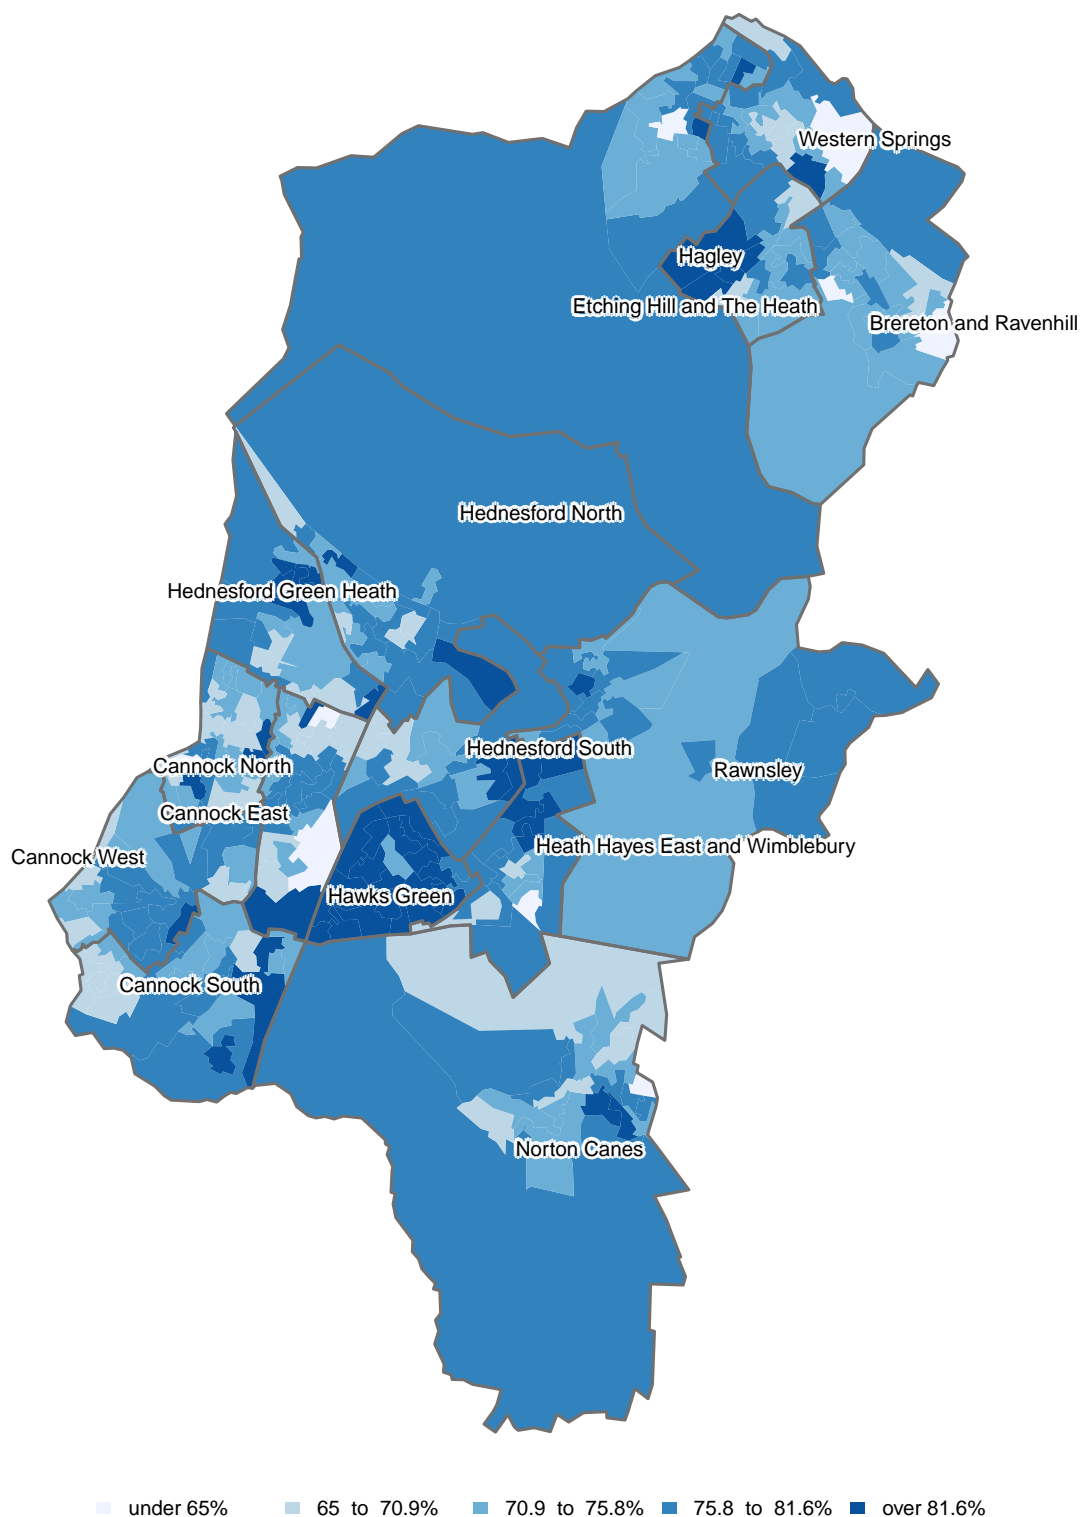 Western Springs
Hagley
Etching Hill and The Heath
Brereton and Ravenhill
Hednesford North
Hednesford Green Heath
Hednesford South
Cannock North
Rawnsley
Cannock East
Heath Hayes East and Wimblebury
Cannock West
Hawks Green
Cannock South
Norton Canes
under 65% 65 to 70.9% 70.9 to 75.8% 75.8 to 81.6% over 81.6%